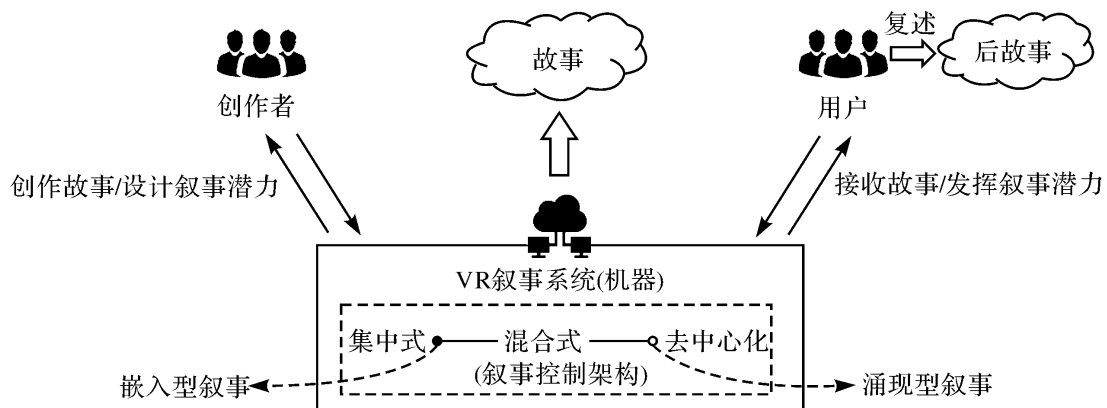 复述
故事
后故事
创作者
用户
创作故事/设计叙事潜力
接收故事/发挥叙事潜力
VR叙事系统(机器)
集中式
混合式
去中心化
(叙事控制架构)
嵌入型叙事
涌现型叙事